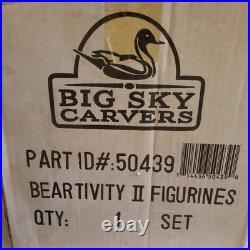 BIG SKY
CARVERS
PART ID#:50439
BEARTIVITY II FIGURINES
QTY: 1 SET